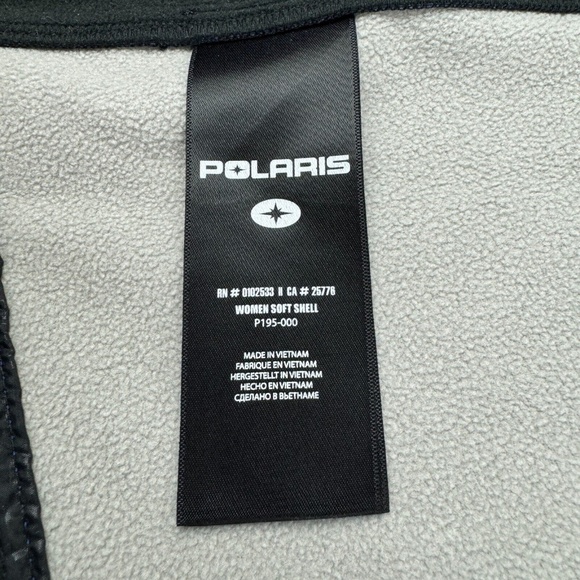 POLARIS
RN # 0102533 II CA # 25776
WOMEN SOFT SHELL
P195-000
MADE IN VIETNAM
FABRIQUE EN VIETNAM
HERGESTELLT IN VIETNAM
HECHO EN VIETNAM
СДЕЛАНО В ВЬЕТНАМЕ